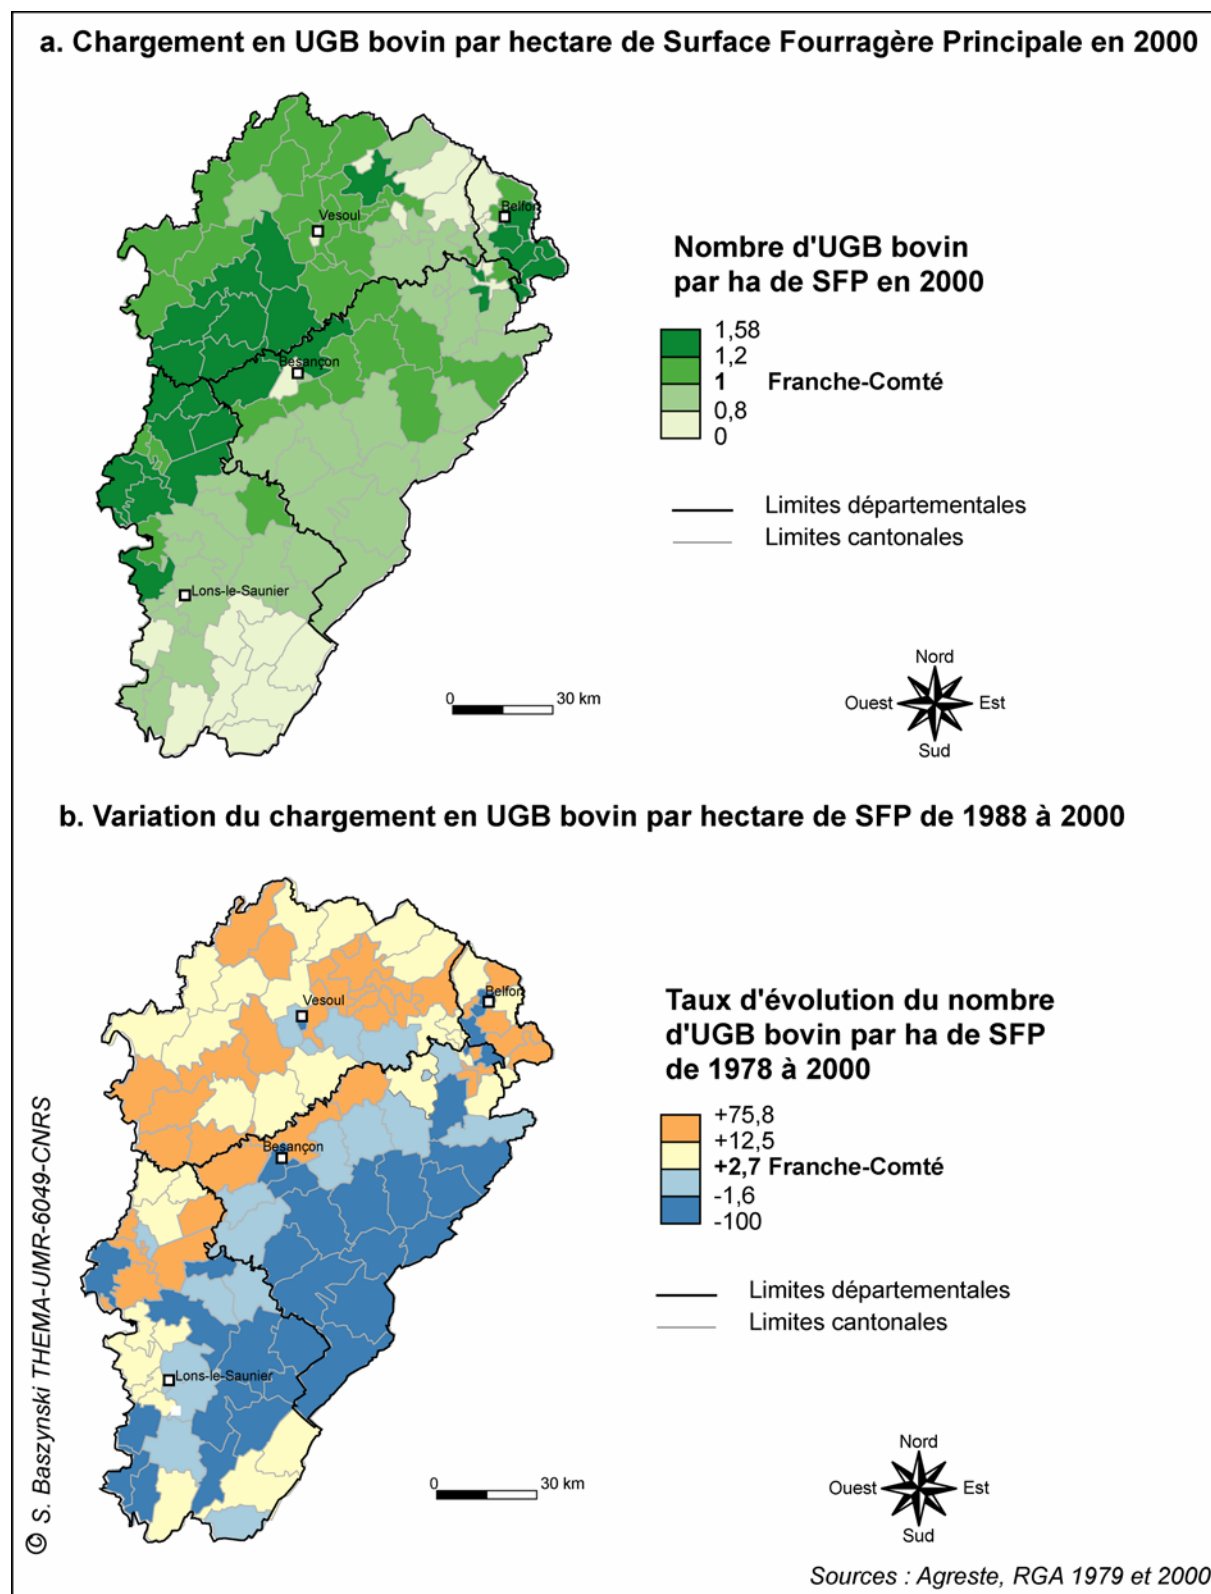 a. Chargement en UGB bovin par hectare de Surface Fourragère Principale en 2000
Vesoul
Belfor
Besançon
Lons-le-Saunier
Nombre d'UGB bovin
par ha de SFP en 2000
1,58
1,2
1 Franche-Comté
0,8
0
Limites départementales
Limites cantonales
0 30 km
Nord
Ouest Est
Sud
b. Variation du chargement en UGB bovin par hectare de SFP de 1988 à 2000
Vesoul
Belfor
Besançon
Lons-le-Saunier
Taux d'évolution du nombre
d'UGB bovin par ha de SFP
de 1978 à 2000
+75,8
+12,5
+2,7 Franche-Comté
-1,6
-100
Limites départementales
Limites cantonales
0 30 km
Nord
Ouest Est
Sud
© S. Baszynski THEMA-UMR-6049-CNRS
Sources : Agreste, RGA 1979 et 2000